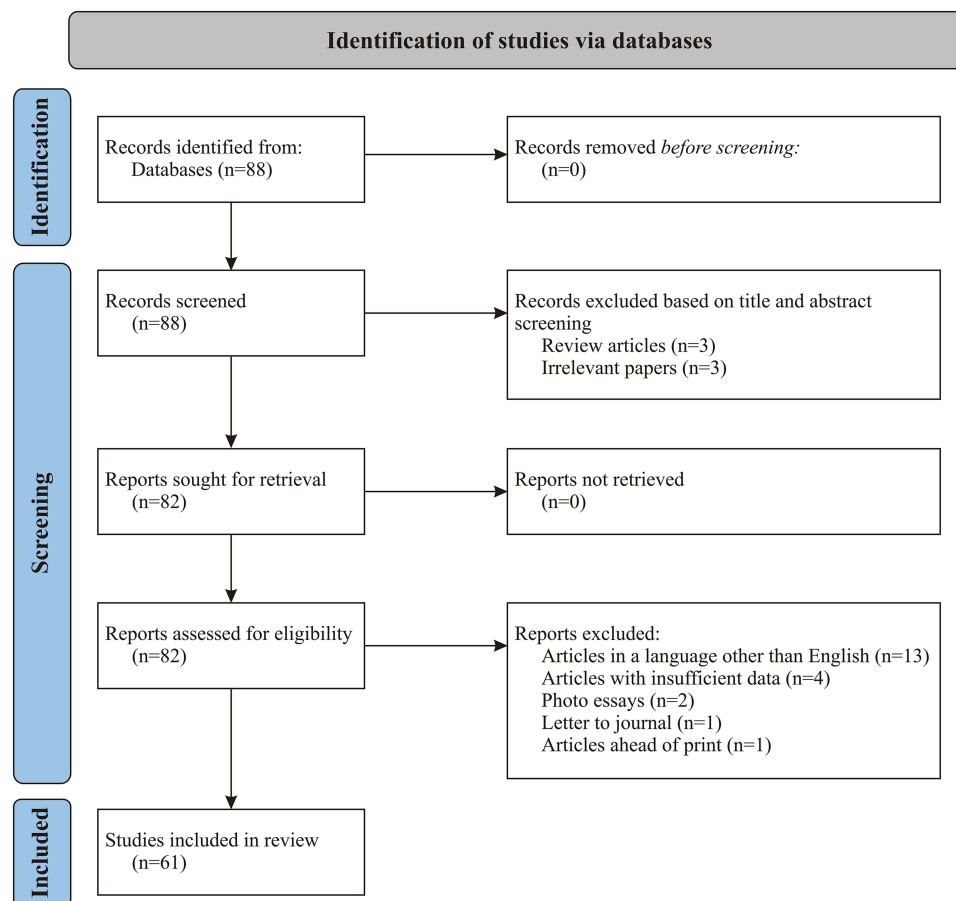 Identification of studies via databases
Identification
Records identified from:
Databases (n=88)
Records removed before screening:
(n=0)
Screening
Records screened
(n=88)
Records excluded based on title and abstract
screening
Review articles (n=3)
Irrelevant papers (n=3)
Reports sought for retrieval
(n=82)
Reports not retrieved
(n=0)
Reports assessed for eligibility
(n=82)
Reports excluded:
Articles in a language other than English (n=13)
Articles with insufficient data (n=4)
Photo essays (n=2)
Letter to journal (n=1)
Articles ahead of print (n=1)
Included
Studies included in review
(n=61)